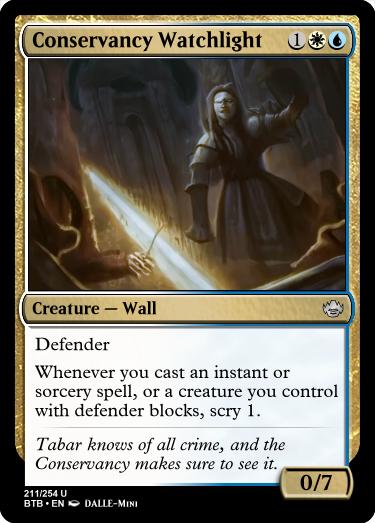 Conservancy Watchlight 1
Creature — Wall
Defender
Whenever you cast an instant or
sorcery spell, or a creature you control
with defender blocks, scry 1.
Tabar knows of all crime, and the
Conservancy makes sure to see it.
0/7
211/254 U
BTB • EN DALLE-Mini